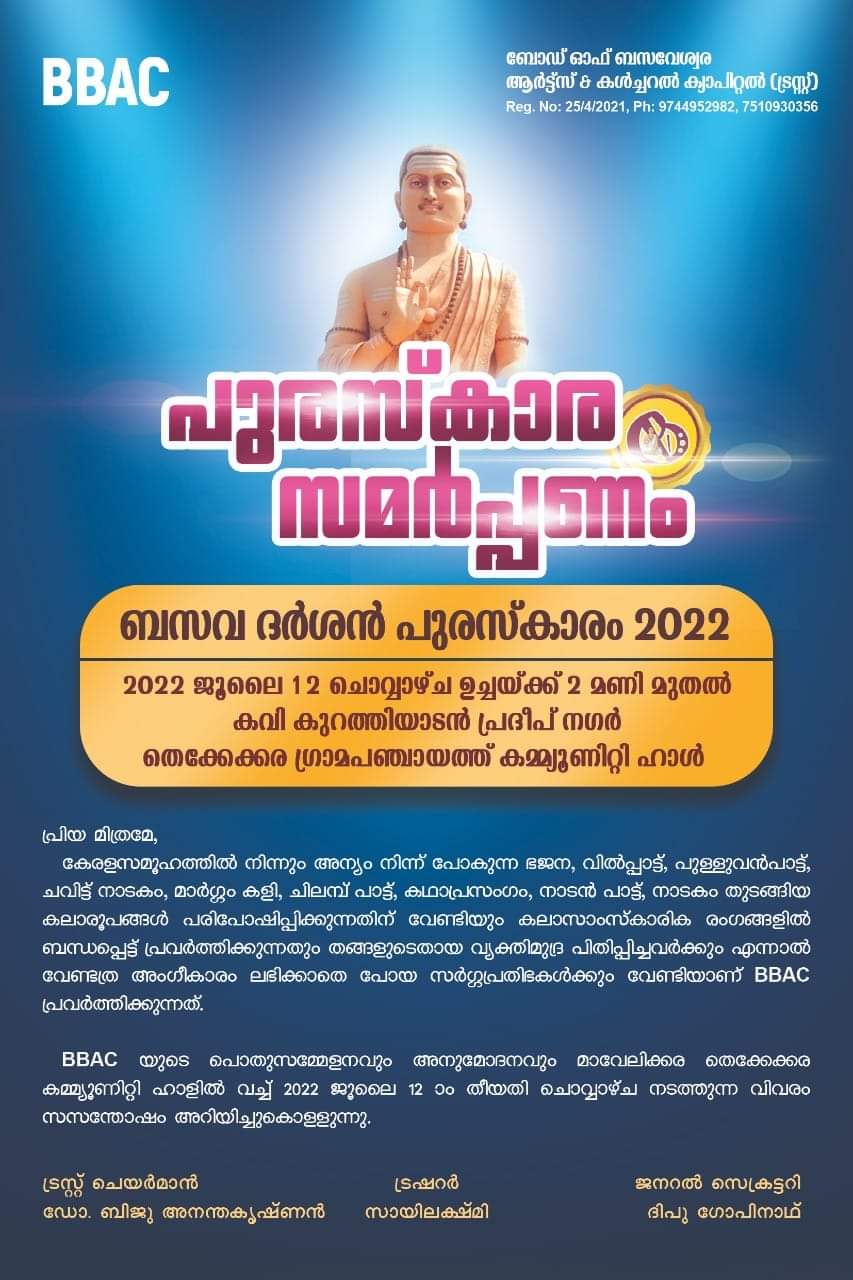 BBAC
ബോഡ് ഓഫ് ബസവേശ്വര
ആർട്ട്സ് & കൾച്ചറൽ ക്യാപിറ്റൽ (ട്രസ്റ്റ്)
Reg. No: 25/4/2021, Ph: 9744952982, 7510930356
പുരസ്കാര
സമർപ്പണം
ബസവ ദർശൻ പുരസ്കാരം 2022
2022 ജൂലൈ 12 ചൊവ്വാഴ്ച ഉച്ചയ്ക്ക് 2 മണി മുതൽ
കവി കുറത്തിയാടൻ പ്രദീപ് നഗർ
തെക്കേക്കര ഗ്രാമപഞ്ചായത്ത് കമ്മ്യൂണിറ്റി ഹാൾ
പ്രിയ മിത്രമേ,
കേരളസമൂഹത്തിൽ നിന്നും അന്യം നിന്ന് പോകുന്ന ഭജന, വിൽപ്പാട്ട്, പുള്ളുവൻപാട്ട്,
ചവിട്ട് നാടകം, മാർഗ്ഗം കളി, ചിലമ്പ് പാട്ട്, കഥാപ്രസംഗം, നാടൻ പാട്ട്, നാടകം തുടങ്ങിയ
കലാരൂപങ്ങൾ പരിപോഷിപ്പിക്കുന്നതിന് വേണ്ടിയും കലാസാംസ്കാരിക രംഗങ്ങളിൽ
ബന്ധപ്പെട്ട് പ്രവർത്തിക്കുന്നതും തങ്ങളുടെതായ വ്യക്തിമുദ്ര പിതിപ്പിച്ചവർക്കും എന്നാൽ
വേണ്ടത്ര അംഗീകാരം ലഭിക്കാതെ പോയ സർഗ്ഗപ്രതിഭകൾക്കും വേണ്ടിയാണ് BBAC
പ്രവർത്തിക്കുന്നത്.
BBAC യുടെ പൊതുസമ്മേളനവും അനുമോദനവും മാവേലിക്കര തെക്കേക്കര
കമ്മ്യൂണിറ്റി ഹാളിൽ വച്ച് 2022 ജൂലൈ 12 ാം തീയതി ചൊവ്വാഴ്ച നടത്തുന്ന വിവരം
സസന്തോഷം അറിയിച്ചുകൊളളുന്നു.
ട്രസ്റ്റ് ചെയർമാൻ ട്രഷറർ ജനറൽ സെക്രട്ടറി
ഡോ. ബിജു അനന്തകൃഷ്ണൻ സായിലക്ഷ്മി ദിപു ഗോപിനാഥ്